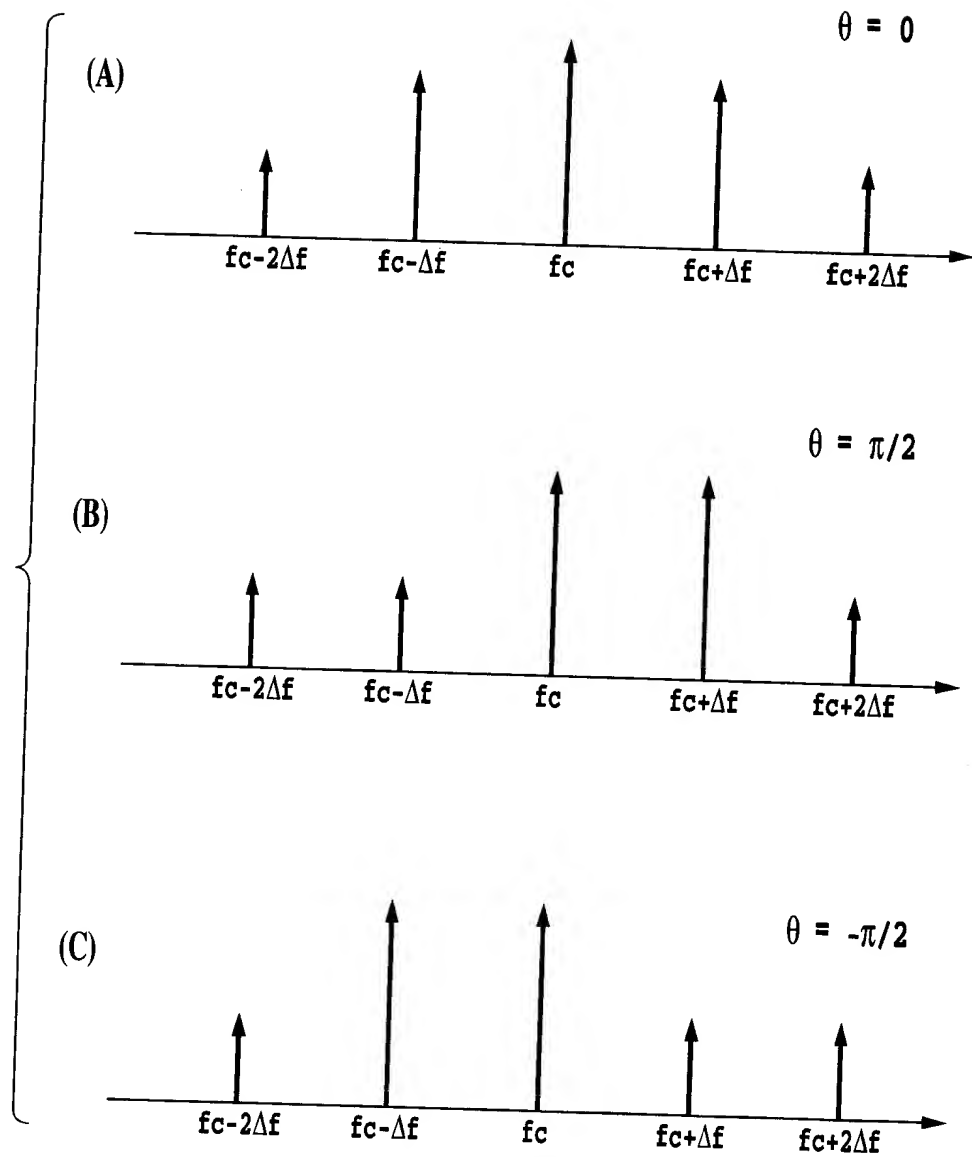 θ = 0
(A)
fc-2Δf fc-Δf fc fc+Δf fc+2Δf
θ = π/2
(B)
fc-2Δf fc-Δf fc fc+Δf fc+2Δf
θ = -π/2
(C)
fc-2Δf fc-Δf fc fc+Δf fc+2Δf